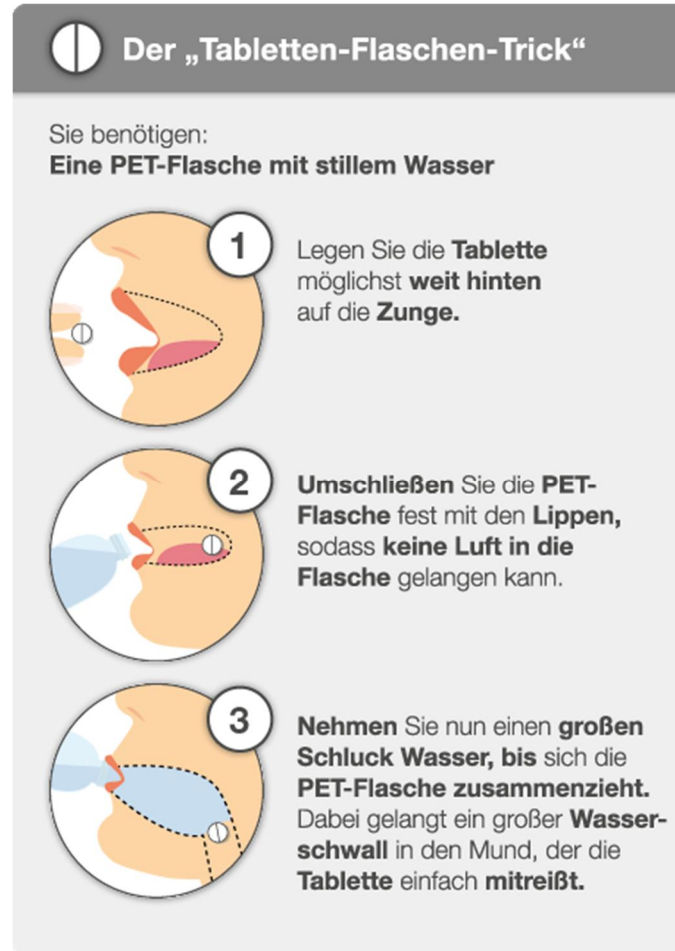 Der „Tabletten-Flaschen-Trick“
Sie benötigen:
Eine PET-Flasche mit stillem Wasser
1
Legen Sie die Tablette
möglichst weit hinten
auf die Zunge.
2
Umschließen Sie die PET-
Flasche fest mit den Lippen,
sodass keine Luft in die
Flasche gelangen kann.
3
Nehmen Sie nun einen großen
Schluck Wasser, bis sich die
PET-Flasche zusammenzieht.
Dabei gelangt ein großer Wasser-
schwall in den Mund, der die
Tablette einfach mitreißt.